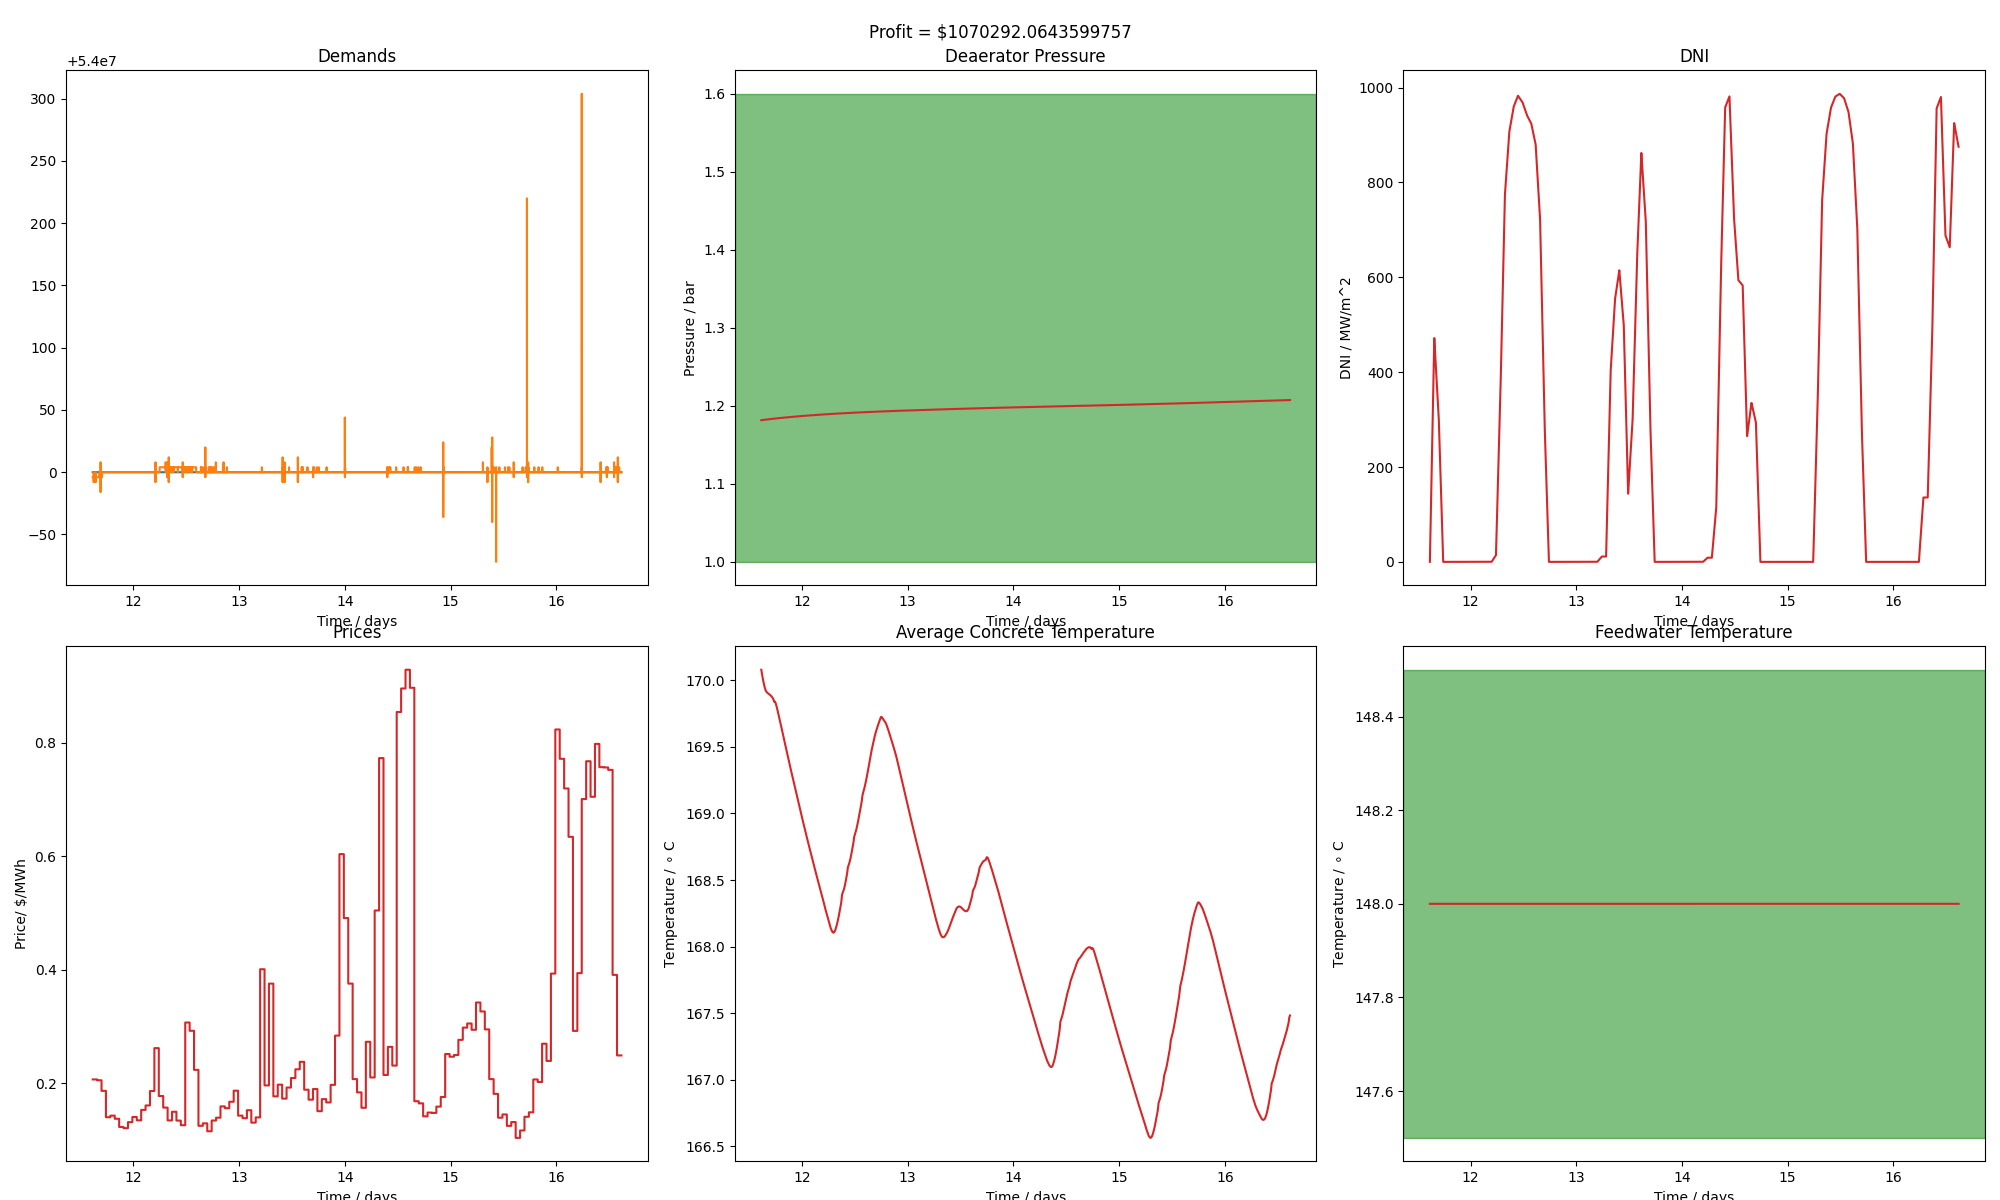 Profit = $1070292.0643599757
Demands
+5.4e7
300
250
200
150
100
50
0
−50
12 13 14 15 16
Time / days
Deaerator Pressure
Pressure / bar
1.6
1.5
1.4
1.3
1.2
1.1
1.0
12 13 14 15 16
Time / days
DNI
DNI / MW/m^2
1000
800
600
400
200
0
12 13 14 15 16
Time / days
Prices
Price/ $/MWh
0.8
0.6
0.4
0.2
12 13 14 15 16
Time / days
Average Concrete Temperature
Temperature / ∘ C
170.0
169.5
169.0
168.5
168.0
167.5
167.0
166.5
12 13 14 15 16
Time / days
Feedwater Temperature
Temperature / ∘ C
148.4
148.2
148.0
147.8
147.6
12 13 14 15 16
Time / days